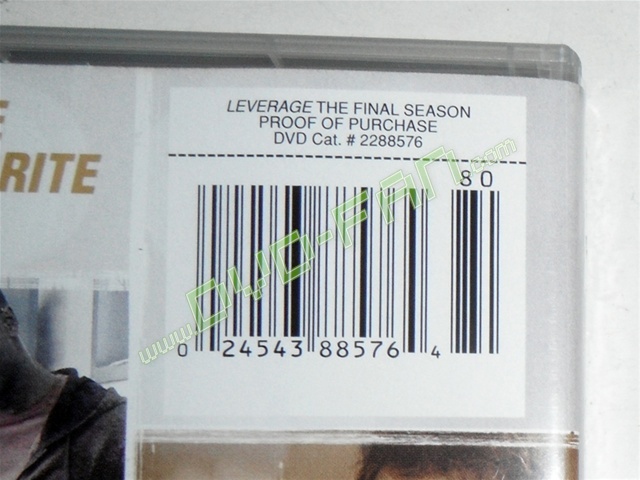 E
RITE
LEVERAGE THE FINAL SEASON
PROOF OF PURCHASE
DVD Cat. # 2288576
80
0 24543 88576 4
www.DVD-FAN.com